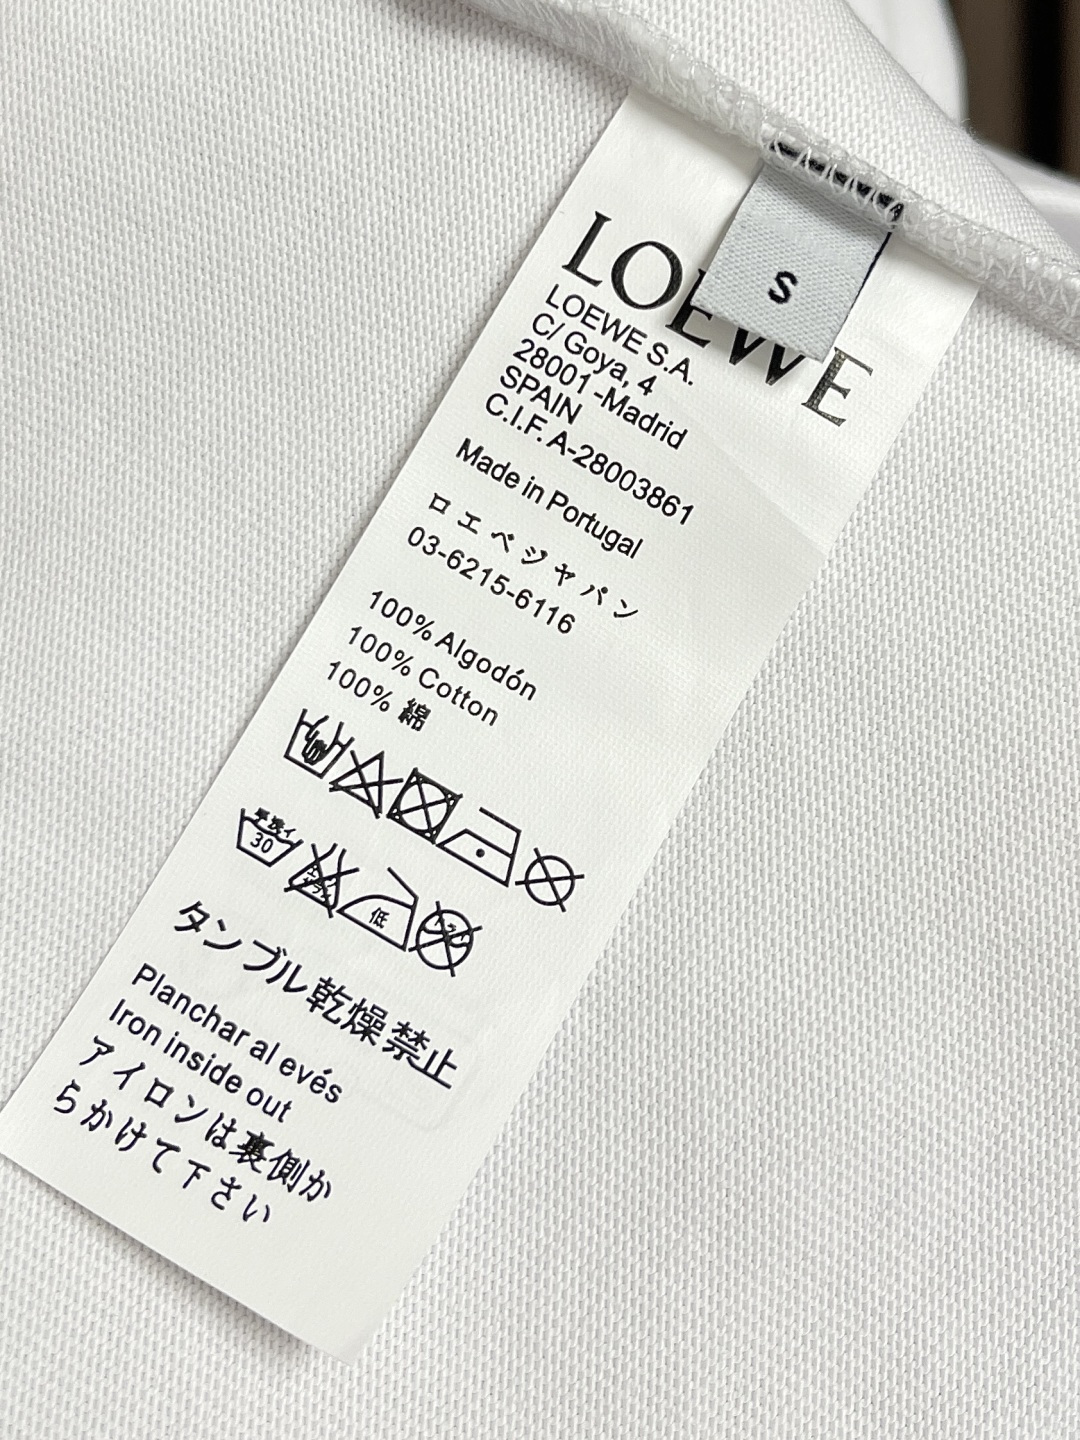 LOEWE
S
LOEWE S.A.
C/ Goya, 4
28001 -Madrid
SPAIN
C.I.F. A-28003861
Made in Portugal
ロエベジャパン
03-6215-6116
100% Algodón
100% Cotton
100% 綿
手洗イ
30
低
タンブル乾燥禁止
Planchar al evés
Iron inside out
アイロンは裏側か
らかけて下さい